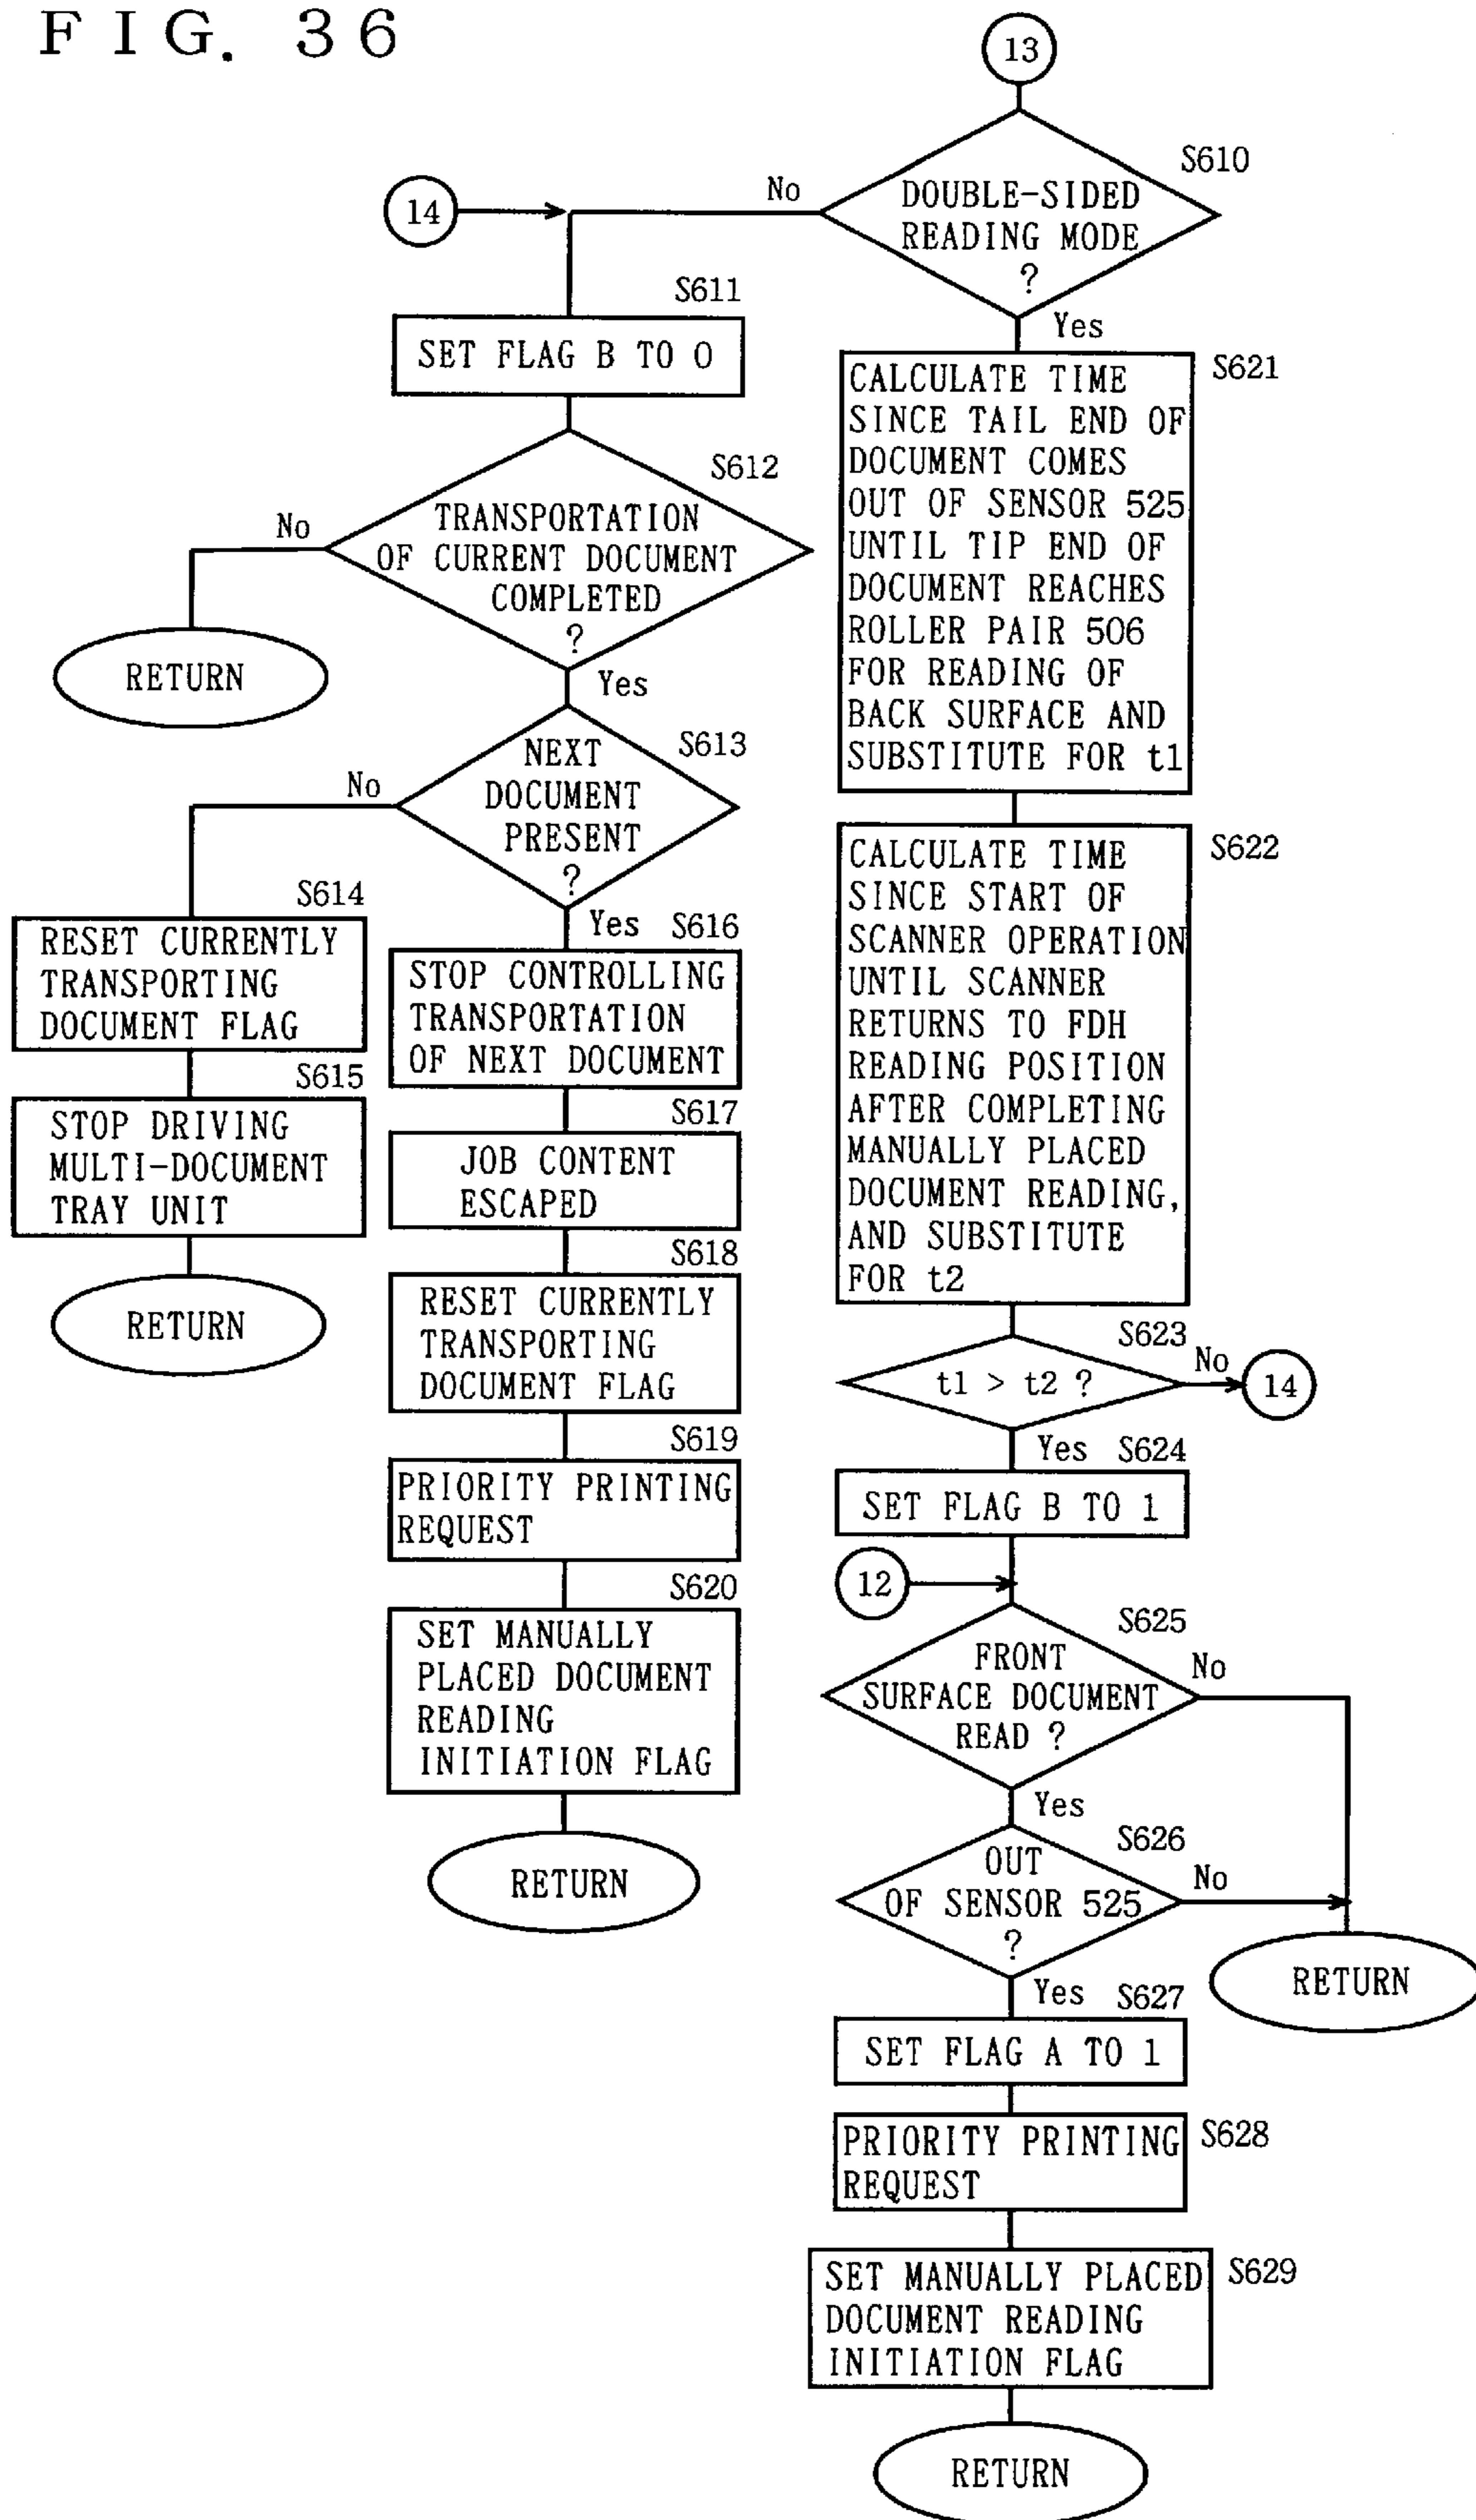 FIG. 36
13
S610
DOUBLE-SIDED
READING MODE
?
No
Yes
14
S611
SET FLAG B TO 0
S612
TRANSPORTATION
OF CURRENT DOCUMENT
COMPLETED
?
No
RETURN
Yes
S613
NEXT
DOCUMENT
PRESENT
?
No
S614
RESET CURRENTLY
TRANSPORTING
DOCUMENT FLAG
S615
STOP DRIVING
MULTI-DOCUMENT
TRAY UNIT
RETURN
Yes
S616
STOP CONTROLLING
TRANSPORTATION
OF NEXT DOCUMENT
S617
JOB CONTENT
ESCAPED
S618
RESET CURRENTLY
TRANSPORTING
DOCUMENT FLAG
S619
PRIORITY PRINTING
REQUEST
S620
SET MANUALLY
PLACED DOCUMENT
READING
INITIATION FLAG
RETURN
S621
CALCULATE TIME
SINCE TAIL END OF
DOCUMENT COMES
OUT OF SENSOR 525
UNTIL TIP END OF
DOCUMENT REACHES
ROLLER PAIR 506
FOR READING OF
BACK SURFACE AND
SUBSTITUTE FOR t1
S622
CALCULATE TIME
SINCE START OF
SCANNER OPERATION
UNTIL SCANNER
RETURNS TO FDH
READING POSITION
AFTER COMPLETING
MANUALLY PLACED
DOCUMENT READING,
AND SUBSTITUTE
FOR t2
S623
t1 > t2 ?
No
14
Yes
S624
SET FLAG B TO 1
12
S625
FRONT
SURFACE DOCUMENT
READ ?
No
Yes
S626
OUT
OF SENSOR 525
?
No
RETURN
Yes
S627
SET FLAG A TO 1
S628
PRIORITY PRINTING
REQUEST
S629
SET MANUALLY PLACED
DOCUMENT READING
INITIATION FLAG
RETURN